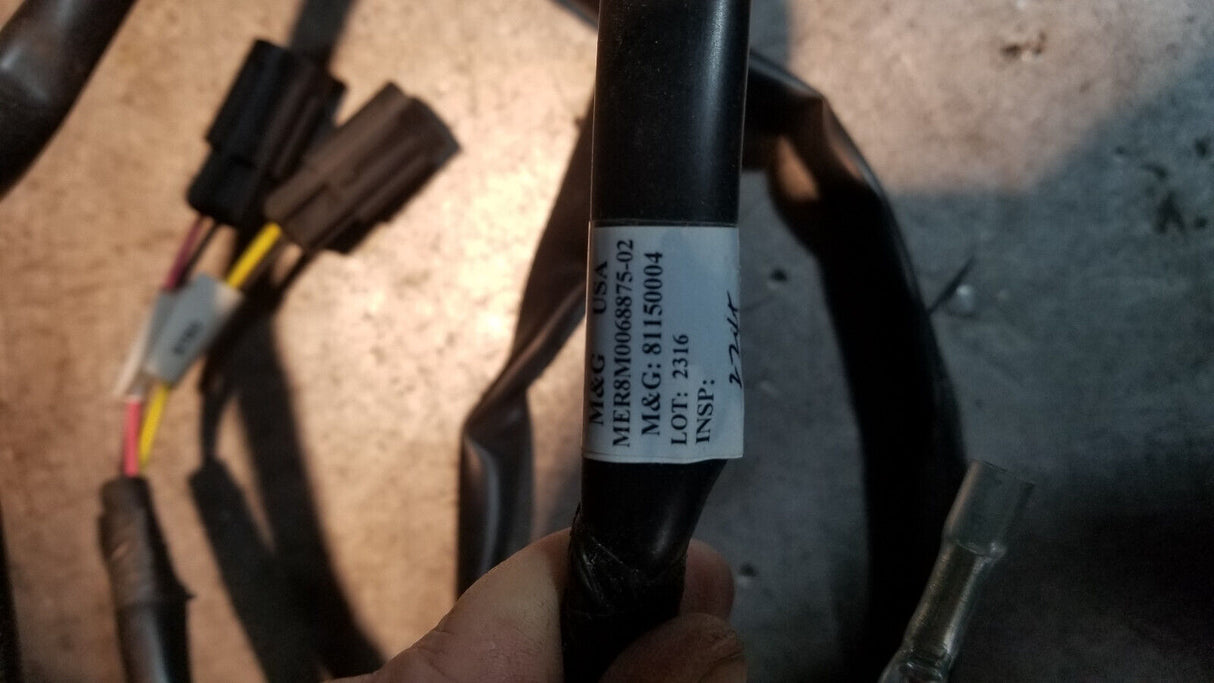 M&G USA
MER8M0068875-02
M&G: 81150004
LOT: 2316
INSP: